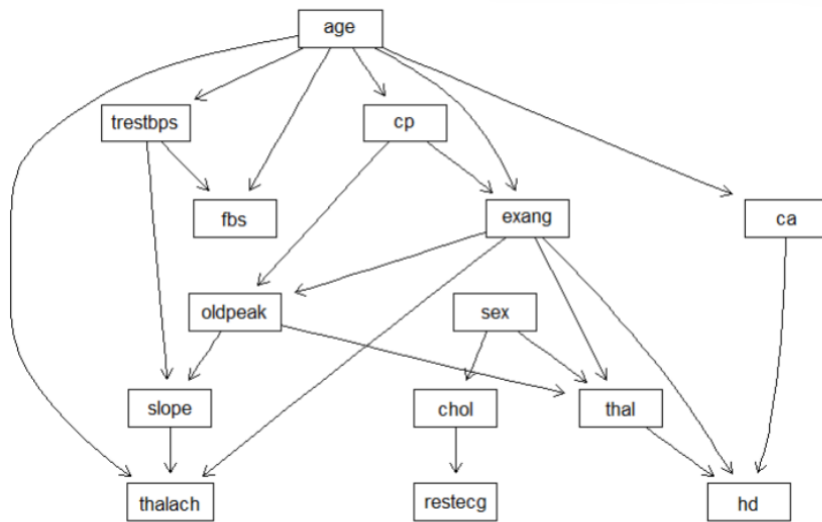 age
trestbps
cp
fbs
exang
ca
oldpeak
sex
slope
chol
thal
thalach
restecg
hd